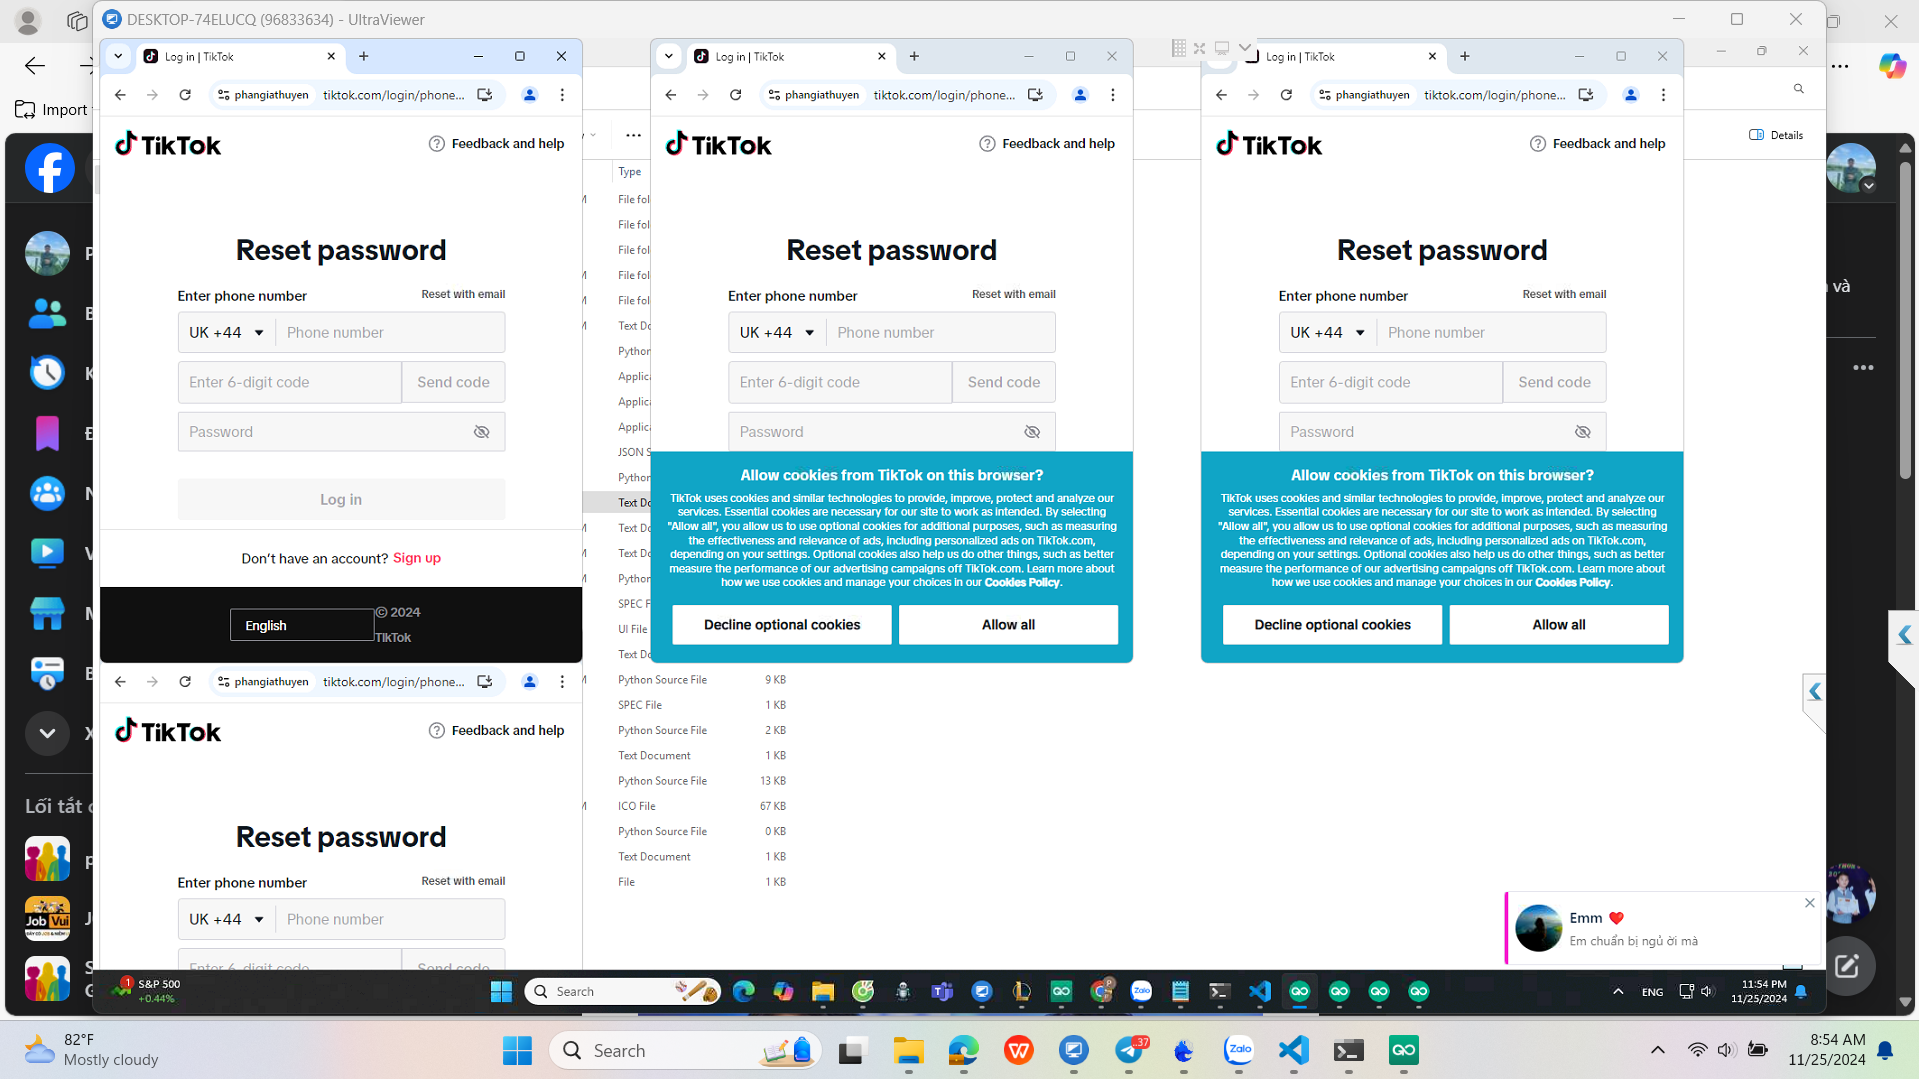 DESKTOP-74ELUCQ (96833634) - UltraViewer
Import
Log in | TikTok
phangiathuyen
tiktok.com/login/phone...
TikTok
Feedback and help
Reset password
Enter phone number
Reset with email
UK +44
Phone number
Enter 6-digit code
Send code
Password
Log in
Don't have an account? Sign up
English
© 2024
TikTok
Log in | TikTok
phangiathuyen
tiktok.com/login/phone...
TikTok
Feedback and help
Reset password
Enter phone number
Reset with email
UK +44
Phone number
Enter 6-digit code
Send code
Password
Allow cookies from TikTok on this browser?
TikTok uses cookies and similar technologies to provide, improve, protect and analyze our
services. Essential cookies are necessary for our site to work as intended. By selecting
"Allow all", you allow us to use optional cookies for additional purposes, such as measuring
the effectiveness and relevance of ads, including personalized ads on TikTok.com,
depending on your settings. Optional cookies also help us do other things, such as better
measure the performance of our advertising campaigns off TikTok.com. Learn more about
how we use cookies and manage your choices in our Cookies Policy.
Decline optional cookies
Allow all
Log in | TikTok
phangiathuyen
tiktok.com/login/phone...
TikTok
Feedback and help
Reset password
Enter phone number
Reset with email
UK +44
Phone number
Enter 6-digit code
Send code
Password
Allow cookies from TikTok on this browser?
TikTok uses cookies and similar technologies to provide, improve, protect and analyze our
services. Essential cookies are necessary for our site to work as intended. By selecting
"Allow all", you allow us to use optional cookies for additional purposes, such as measuring
the effectiveness and relevance of ads, including personalized ads on TikTok.com,
depending on your settings. Optional cookies also help us do other things, such as better
measure the performance of our advertising campaigns off TikTok.com. Learn more about
how we use cookies and manage your choices in our Cookies Policy.
Decline optional cookies
Allow all
Details
và
Type
File fol
File fol
File fol
File fol
File fol
Text Do
Python
Applica
Applica
Applica
JSON S
Python
Text Do
Text Do
Text Do
Python
SPEC F
UI File
Text Do
Python Source File 9 KB
SPEC File 1 KB
Python Source File 2 KB
Text Document 1 KB
Python Source File 13 KB
ICO File 67 KB
Python Source File 0 KB
Text Document 1 KB
File 1 KB
phangiathuyen
tiktok.com/login/phone...
TikTok
Feedback and help
Reset password
Enter phone number
Reset with email
UK +44
Phone number
Enter 6-digit code
Send code
Lối tắt
Job Vui
Emm
Em chuẩn bị ngủ ời mà
1
S&P 500
+0.44%
Search
Zalo
ENG
11:54 PM
11/25/2024
82°F
Mostly cloudy
Search
37
Zalo
8:54 AM
11/25/2024